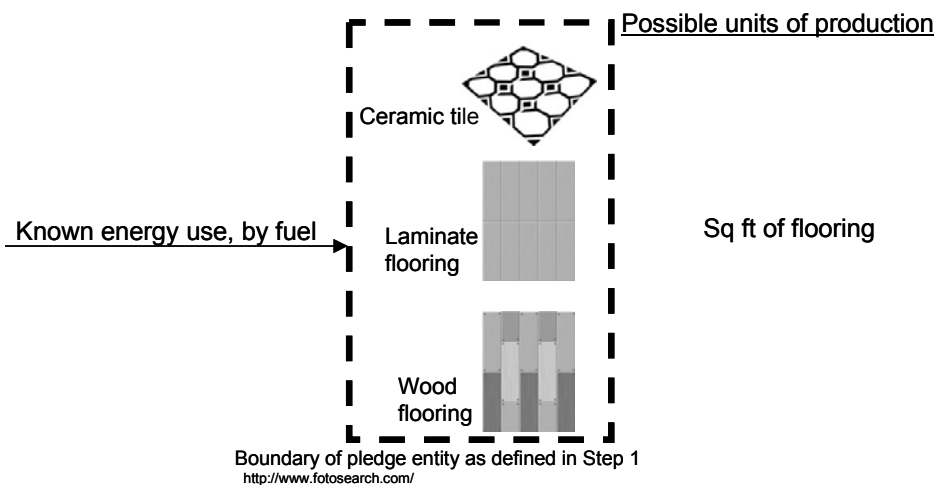 Possible units of production
Ceramic tile
Known energy use, by fuel
Laminate
flooring
Sq ft of flooring
Wood
flooring
Boundary of pledge entity as defined in Step 1
http://www.fotosearch.com/